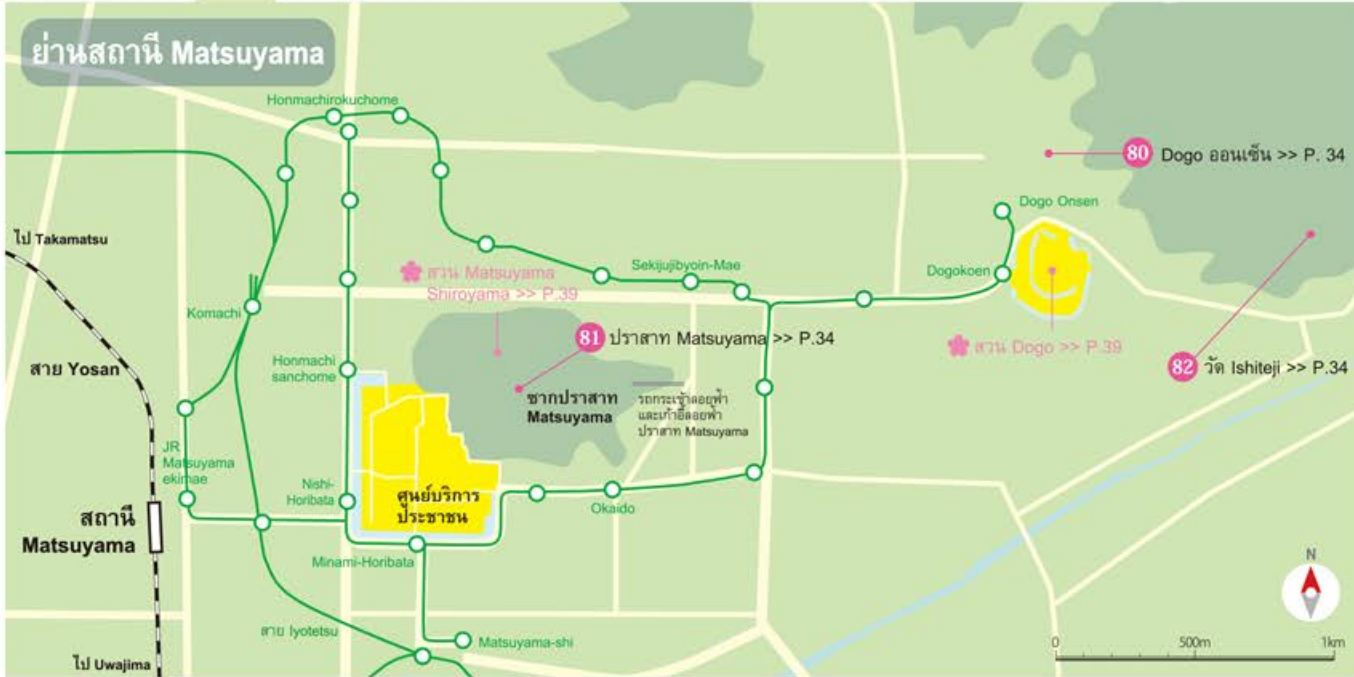 ย่านสถานี Matsuyama
Honmachirokuchome
80 Dogo ออนเซ็น >> P. 34
Dogo Onsen
ไป Takamatsu
สวน Matsuyama
Shiroyama >> P.39
Sekijujibyoin-Mae
Dogokoen
Komachi
81 ปราสาท Matsuyama >> P.34
สวน Dogo >> P.39
82 วัด Ishiteji >> P.34
สาย Yosan
Honmachi
sanchome
ซากปราสาท
Matsuyama
รถกระเช้าลอยฟ้า
และเก้าอี้ลอยฟ้า
ปราสาท Matsuyama
JR
Matsuyama
ekimae
Nishi-
Horibata
ศูนย์บริการ
ประชาชน
Okaido
สถานี
Matsuyama
Minami-Horibata
N
สาย Iyotetsu
Matsuyama-shi
0 500m 1km
ไป Uwajima